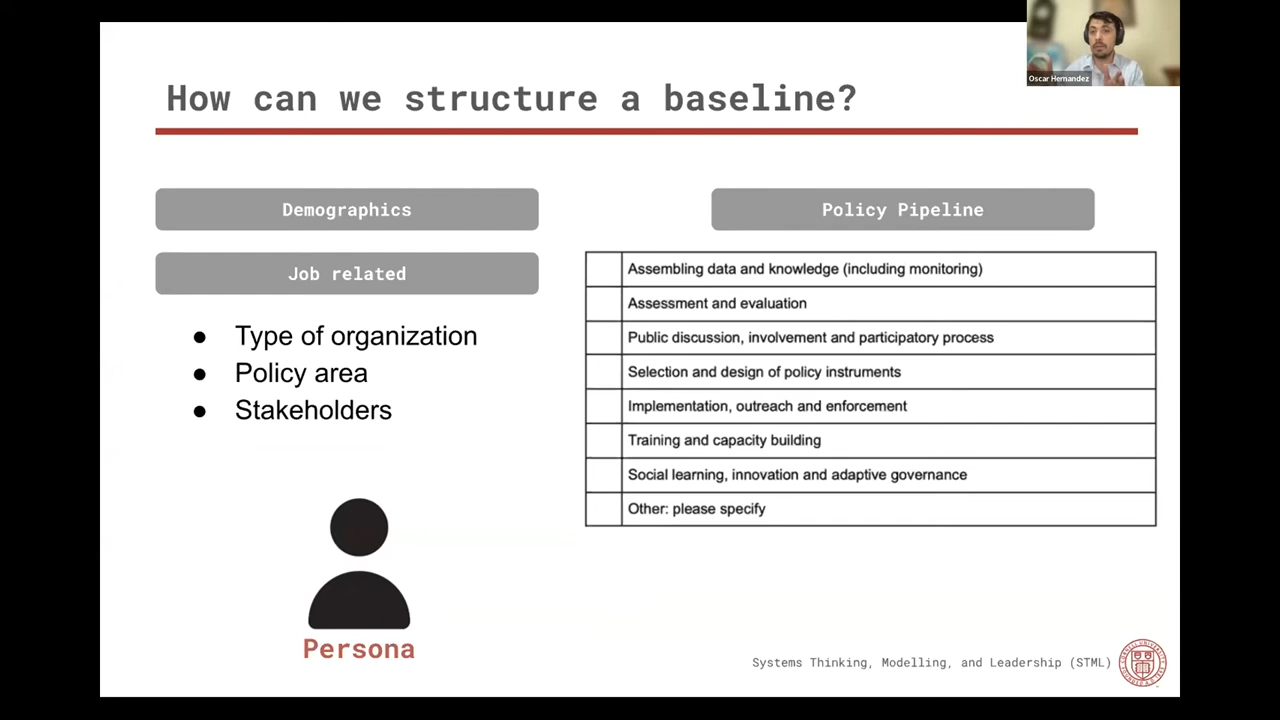 Oscar Hernandez
How can we structure a baseline?
Demographics
Job related
● Type of organization
● Policy area
● Stakeholders
Persona
Policy Pipeline
Assembling data and knowledge (including monitoring)
Assessment and evaluation
Public discussion, involvement and participatory process
Selection and design of policy instruments
Implementation, outreach and enforcement
Training and capacity building
Social learning, innovation and adaptive governance
Other: please specify
Systems Thinking, Modelling, and Leadership (STML)